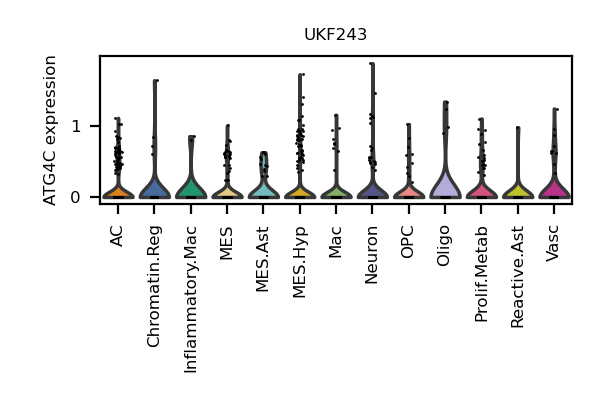 UKF243
ATG4C expression
1
0
AC
Chromatin.Reg
Inflammatory.Mac
MES
MES.Ast
MES.Hyp
Mac
Neuron
OPC
Oligo
Prolif.Metab
Reactive.Ast
Vasc